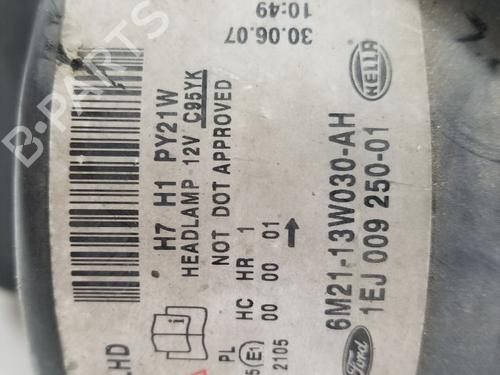 30.06.07
10:49
HELLA
H7 H1 PY21W
HEADLAMP 12V C95YK
NOT DOT APPROVED
6M21-13W030-AH
1EJ 009 250-01
HC HR 1
00 00 01
PL
E1
2105
LHD
Ford
B-PARTS